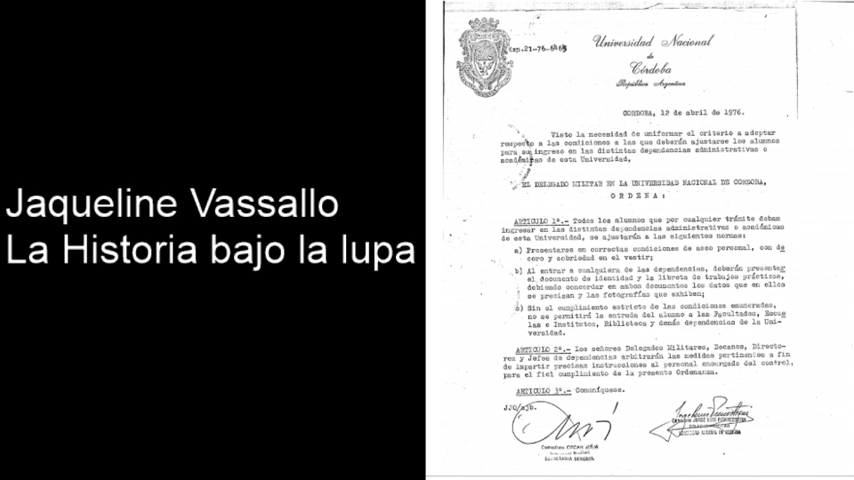 Jaqueline Vassallo
La Historia bajo la lupa
Exp.21-76-
Universidad Nacional
de
Córdoba
República Argentina
CORDOBA, 12 de abril de 1976.
Visto la necesidad de uniformar el criterio a adoptar
respecto a las condiciones a las que deberán ajustarse los alumnos
para su ingreso en las distintas dependencias administrativas o
académicas de esta Universidad,
EL DELEGADO MILITAR EN LA UNIVERSIDAD NACIONAL DE CORDOBA,
O R D E N A :
ARTICULO 1º.- Todos los alumnos que por cualquier trámite deban
ingresar en las distintas dependencias administrativas o académicas
de esta Universidad, se ajustarán a las siguientes normas:
a) Presentarse en correctas condiciones de aseo personal, con de
coro y sobriedad en el vestir;
b) Al entrar a cualquiera de las dependencias, deberán presentar
el documento de identidad y la libreta de trabajos prácticos,
debiendo concordar en ambos documentos los datos que en ellos
se precisan y las fotografías que exhiben;
c) Sin el cumplimiento estricto de las condiciones enumeradas,
no se permitirá la entrada del alumno a las Facultades, Escue
las e Institutos, Biblioteca y demás dependencias de la Uni-
versidad.
ARTICULO 2º.- Los señores Delegados Militares, Decanos, Directo-
res y Jefes de dependencias arbitrarán las medidas pertinentes a fin
de impartir precisas instrucciones al personal encargado del control,
para el fiel cumplimiento de la presente Ordenanza.
ARTICULO 3º.- Comuníquese.
JJO/mjb.